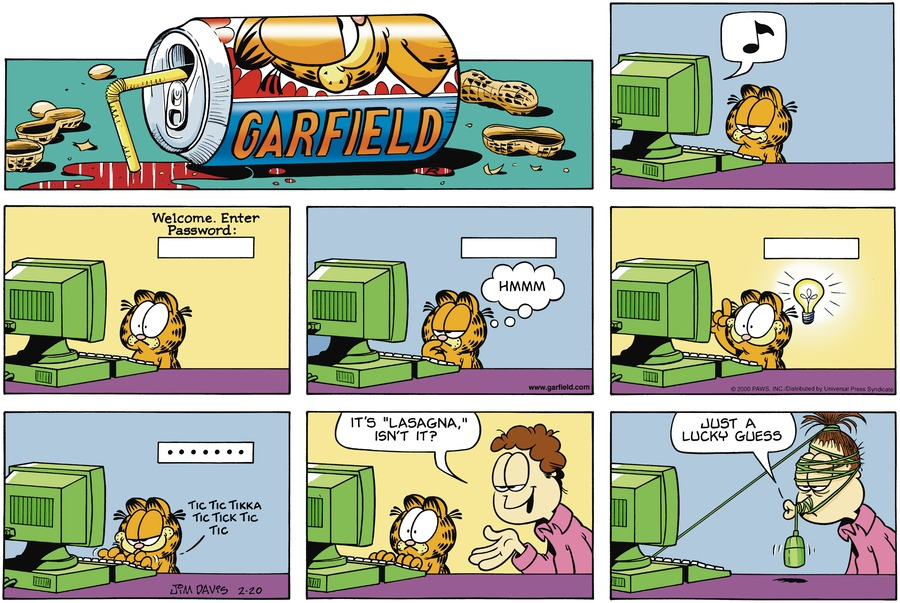 GARFIELD
Welcome. Enter
Password:
HMMM
www.garfield.com
© 2000 PAWS, INC./Distributed by Universal Press Syndicate
TIC TIC TIKKA
TIC TICK TIC
TIC
JIM DAVIS 2-20
IT'S "LASAGNA,"
ISN'T IT?
JUST A
LUCKY GUESS